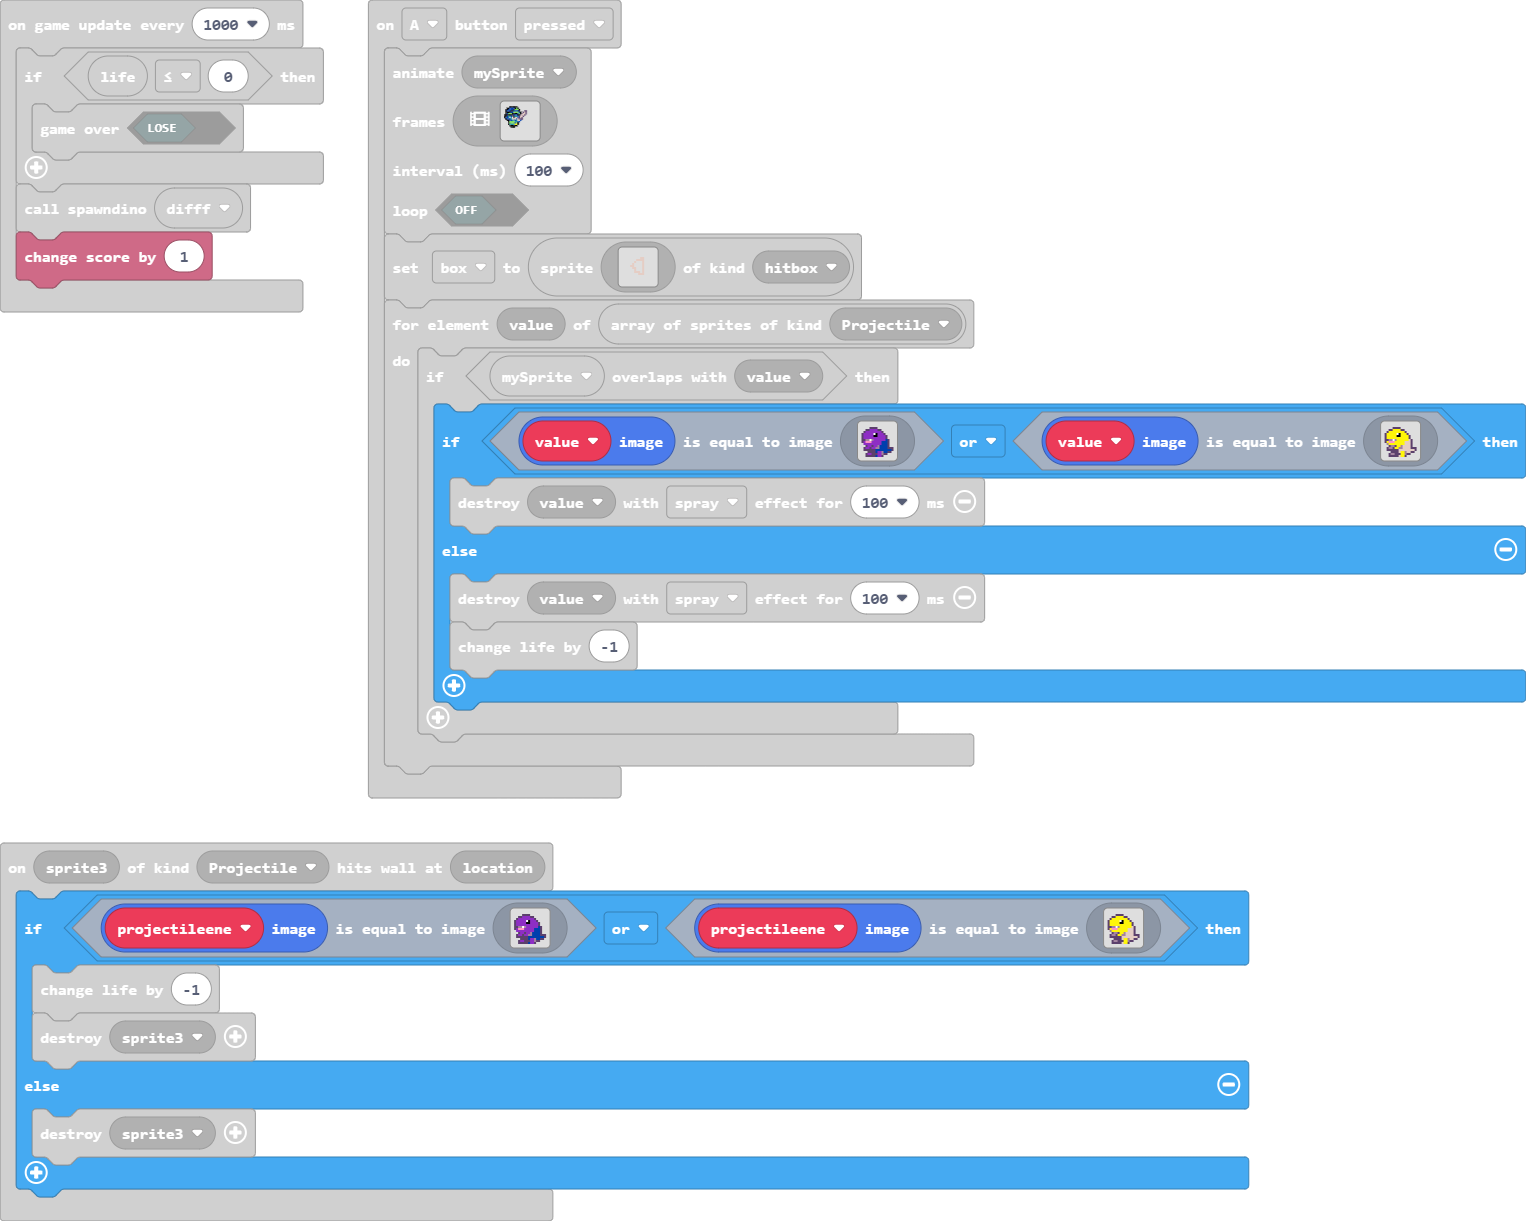 on game update every 1000 ms
if life ≤ 0 then
game over LOSE
call spawndino difff
change score by 1
on A button pressed
animate mySprite
frames
interval (ms) 100
loop OFF
set box to sprite of kind hitbox
for element value of array of sprites of kind Projectile
do
if mySprite overlaps with value then
if value image is equal to image or value image is equal to image then
destroy value with spray effect for 100 ms
else
destroy value with spray effect for 100 ms
change life by -1
on sprite3 of kind Projectile hits wall at location
if projectileene image is equal to image or projectileene image is equal to image then
change life by -1
destroy sprite3
else
destroy sprite3